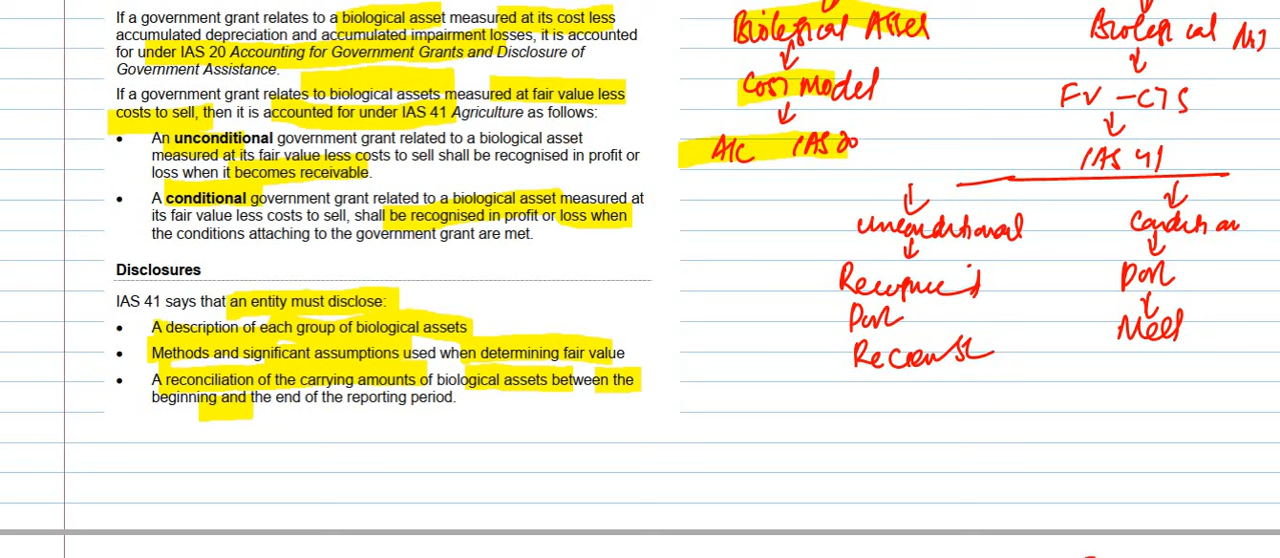 If a government grant relates to a biological asset measured at its cost less
accumulated depreciation and accumulated impairment losses, it is accounted
for under IAS 20 Accounting for Government Grants and Disclosure of
Government Assistance.
If a government grant relates to biological assets measured at fair value less
costs to sell, then it is accounted for under IAS 41 Agriculture as follows:
• An unconditional government grant related to a biological asset
measured at its fair value less costs to sell shall be recognised in profit or
loss when it becomes receivable.
• A conditional government grant related to a biological asset measured at
its fair value less costs to sell, shall be recognised in profit or loss when
the conditions attaching to the government grant are met.
Disclosures
IAS 41 says that an entity must disclose:
• A description of each group of biological assets
• Methods and significant assumptions used when determining fair value
• A reconciliation of the carrying amounts of biological assets between the
beginning and the end of the reporting period.
Biological Asset
Cost Model
IAS 20
Biological
FV - CTS
IAS 41
unconditional